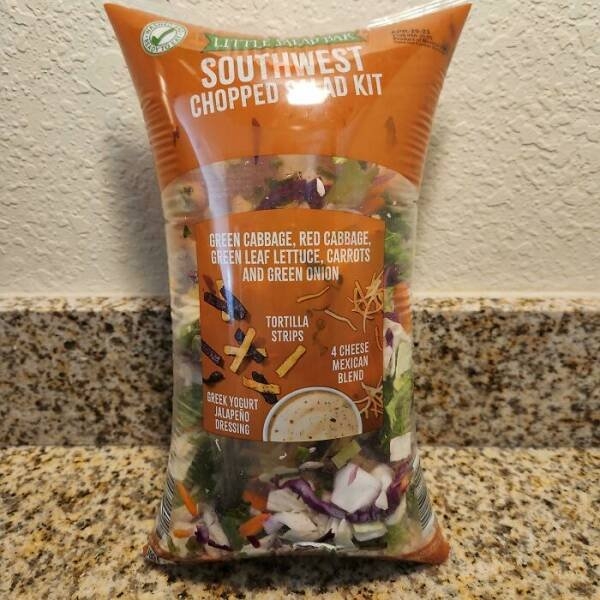 LITTLE SALAD BAR
SOUTHWEST
CHOPPED SALAD KIT
GREEN CABBAGE, RED CABBAGE,
GREEN LEAF LETTUCE, CARROTS
AND GREEN ONION
TORTILLA
STRIPS
4 CHEESE
MEXICAN
BLEND
GREEK YOGURT
JALAPEÑO
DRESSING